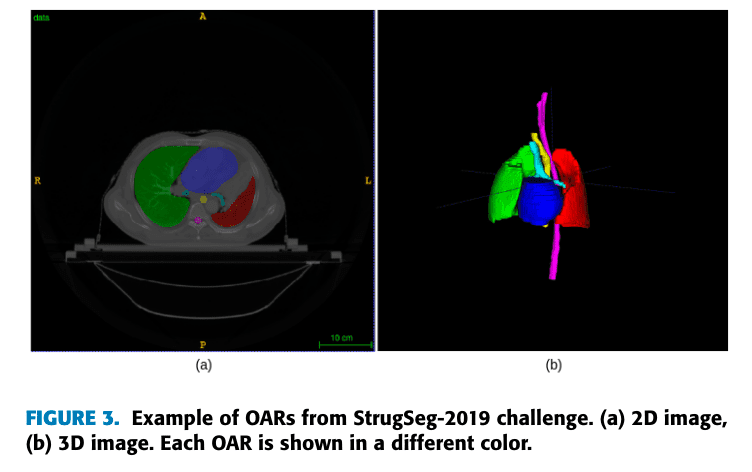 data
A
R
L
10 cm
P
(a)
(b)
FIGURE 3. Example of OARs from StrugSeg-2019 challenge. (a) 2D image,
(b) 3D image. Each OAR is shown in a different color.